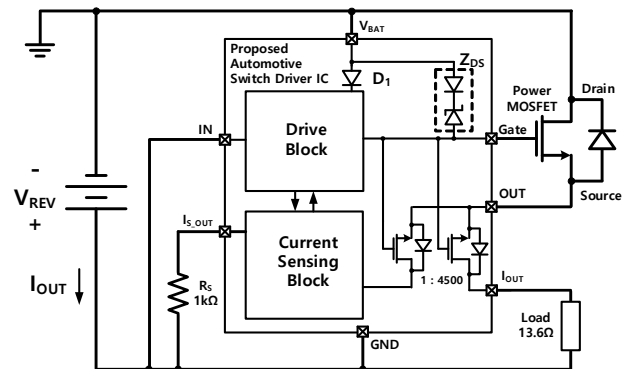 V_BAT
Proposed
Automotive
Switch Driver IC
D_1
Z_DS
Power
MOSFET
Drain
IN
Drive
Block
Gate
-
V_REV
+
OUT
Source
I_S_OUT
Current
Sensing
Block
I_OUT
R_S
1kΩ
1 : 4500
I_OUT
Load
13.6Ω
GND